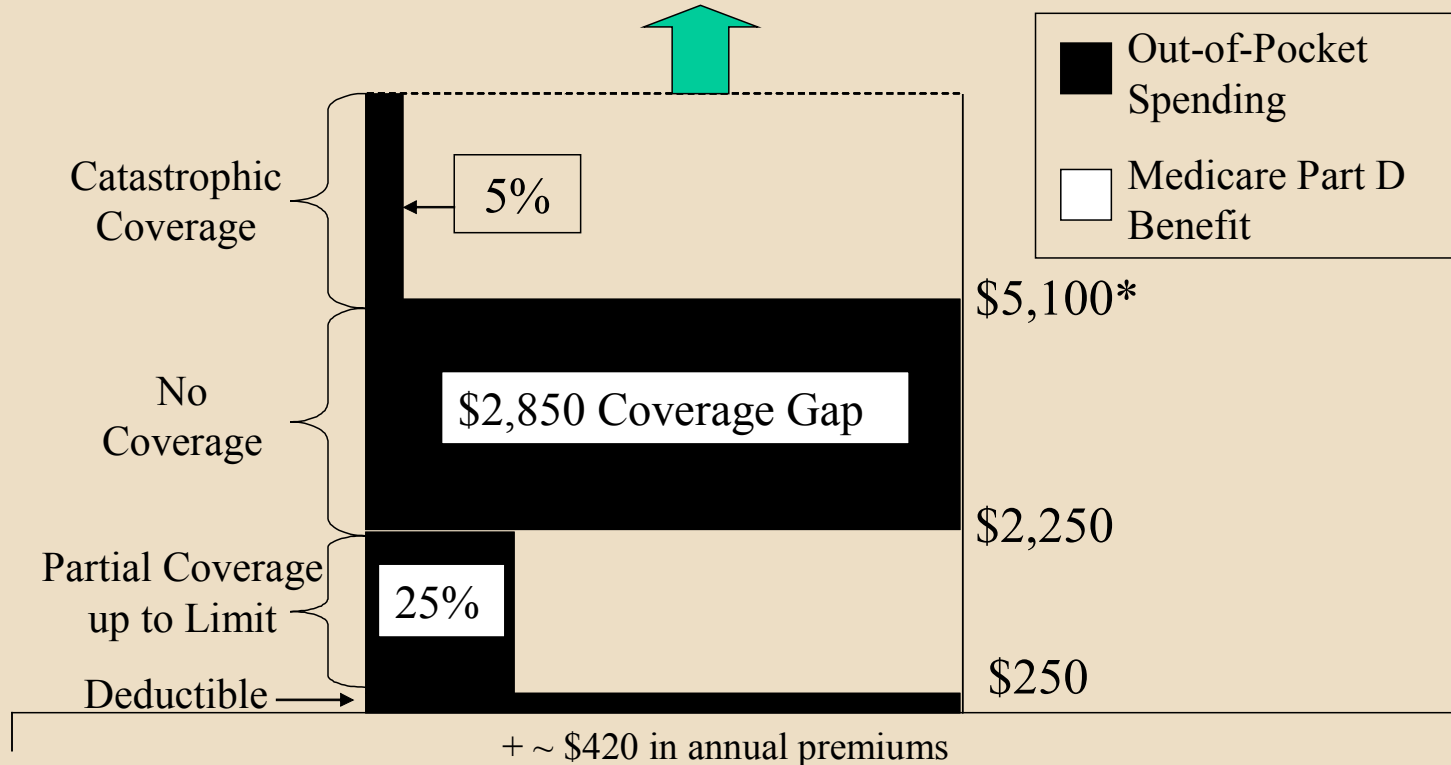 Out-of-Pocket
Spending
Medicare Part D
Benefit
Catastrophic
Coverage
5%
$5,100*
No
Coverage
$2,850 Coverage Gap
$2,250
Partial Coverage
up to Limit
25%
$250
Deductible
+ ~ $420 in annual premiums